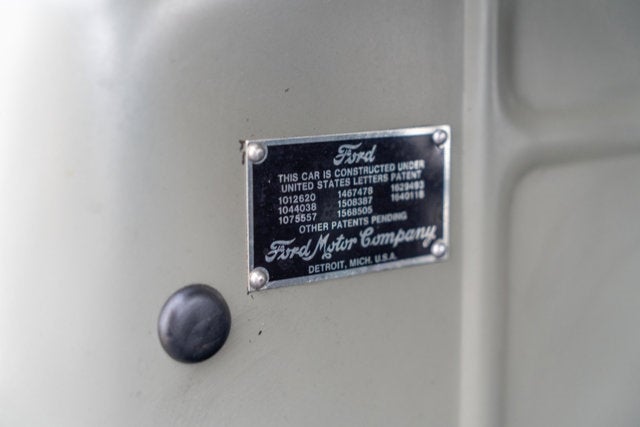 Ford
THIS CAR IS CONSTRUCTED UNDER
UNITED STATES LETTERS PATENT
1012620 1467478 1629493
1044038 1508387 1640118
1075557 1568505
OTHER PATENTS PENDING
Ford Motor Company
DETROIT, MICH. U.S.A.